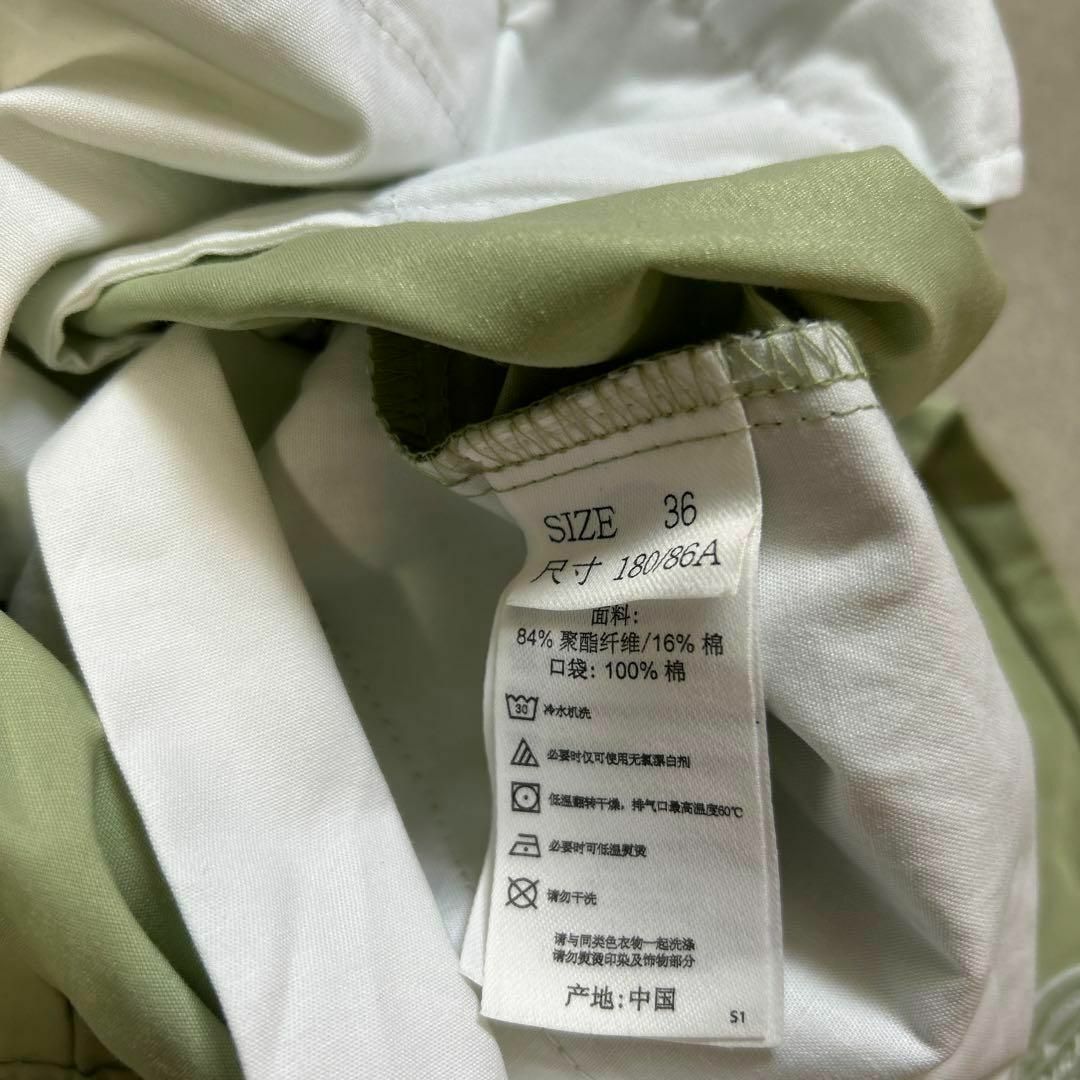 SIZE 36
尺寸 180/86A
面料:
84% 聚酯纤维/16% 棉
口袋: 100% 棉
30 冷水机洗
必要时仅可使用无氯漂白剂
低温翻转干燥，排气口最高温度60℃
必要时可低温熨烫
请勿干洗
请与同类色衣物一起洗涤
请勿熨烫印染及饰物部分
产地:中国
S1